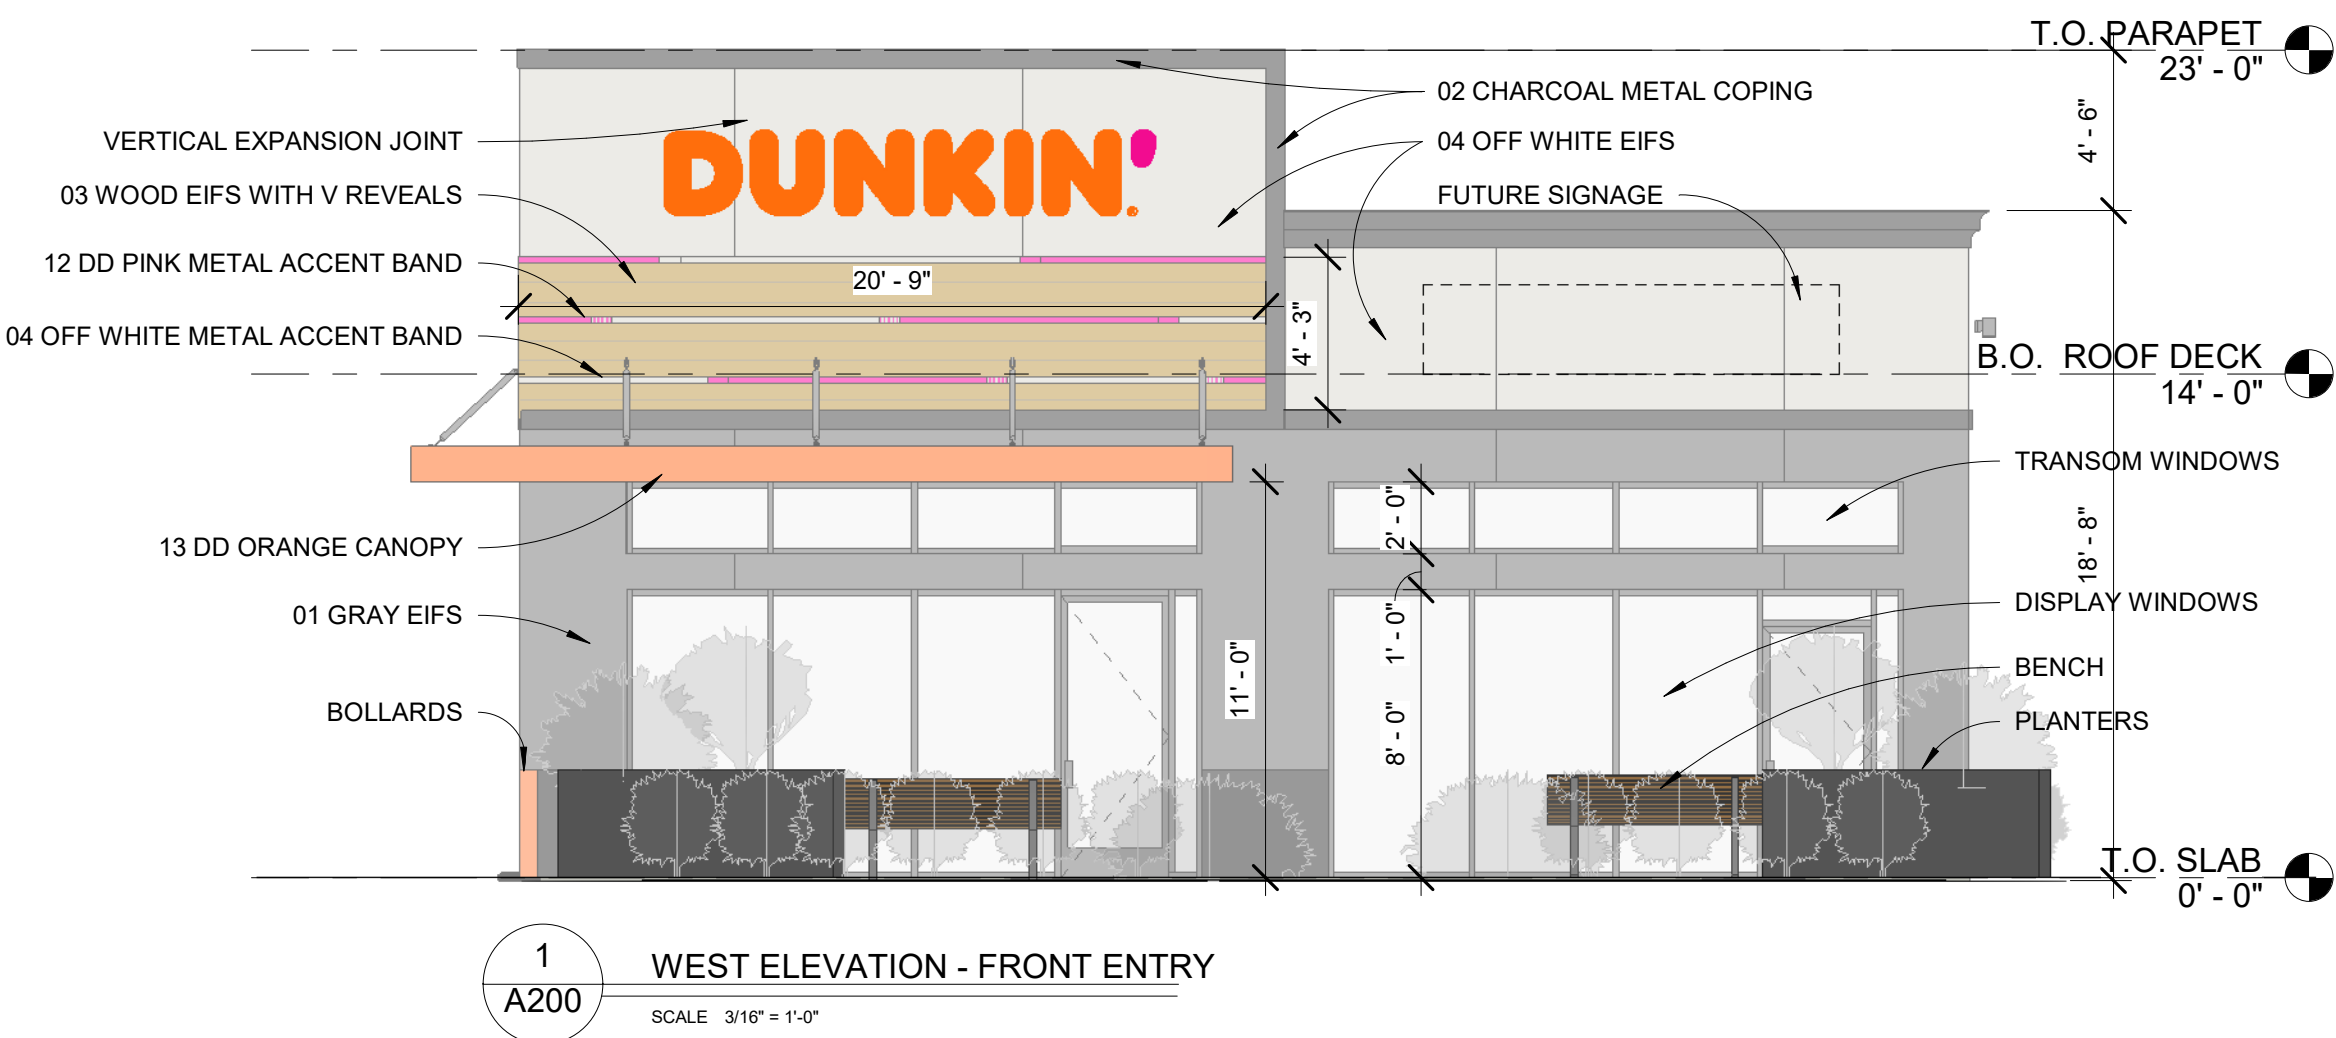 T.O. PARAPET
23' - 0"
02 CHARCOAL METAL COPING
4' - 6"
VERTICAL EXPANSION JOINT
DUNKIN'
04 OFF WHITE EIFS
03 WOOD EIFS WITH V REVEALS
FUTURE SIGNAGE
12 DD PINK METAL ACCENT BAND
20' - 9"
4' - 3"
04 OFF WHITE METAL ACCENT BAND
B.O. ROOF DECK
14' - 0"
TRANSOM WINDOWS
2' - 0"
13 DD ORANGE CANOPY
18' - 8"
01 GRAY EIFS
DISPLAY WINDOWS
1' - 0"
11' - 0"
BENCH
BOLLARDS
8' - 0"
PLANTERS
T.O. SLAB
0' - 0"
1
A200
WEST ELEVATION - FRONT ENTRY
SCALE 3/16" = 1'-0"